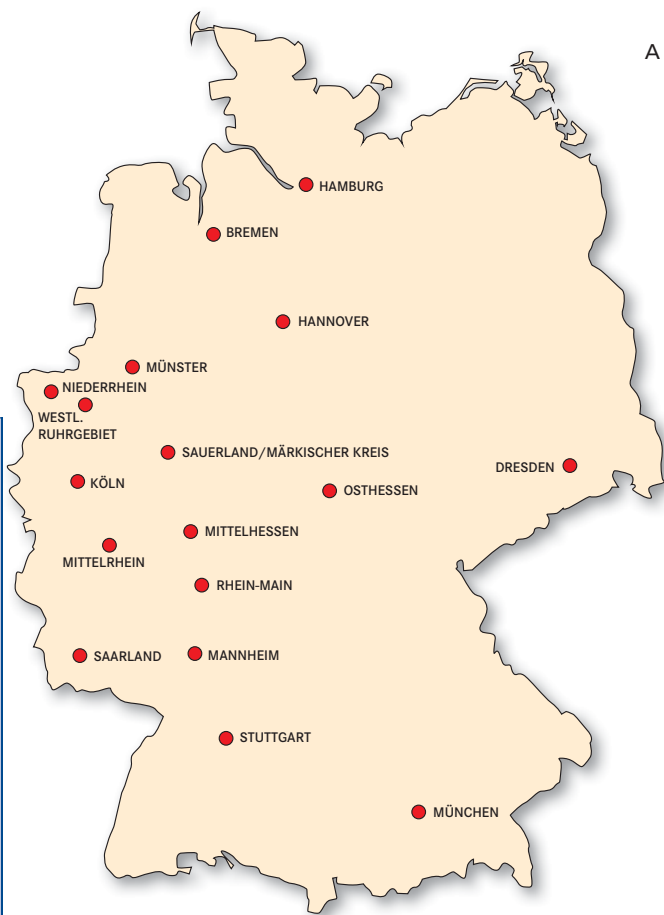 A
HAMBURG
BREMEN
HANNOVER
MÜNSTER
NIEDERRHEIN
WESTL.
RUHRGEBIET
SAUERLAND/MÄRKISCHER KREIS
DRESDEN
KÖLN
OSTHESSEN
MITTELHESSEN
MITTELRHEIN
RHEIN-MAIN
SAARLAND
MANNHEIM
STUTTGART
MÜNCHEN